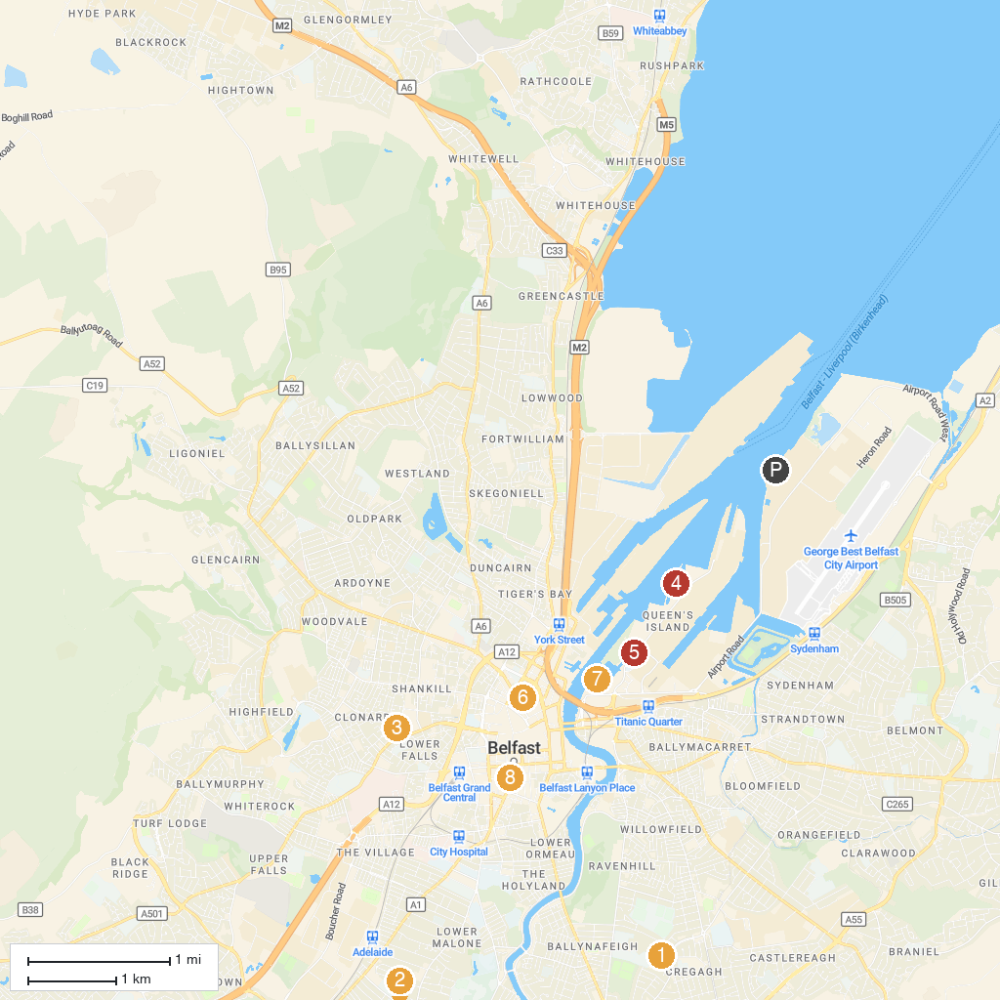 HYDE PARK
GLENGORMLEY
M2
Whiteabbey
B59
BLACKROCK
RUSHPARK
RATHCOOLE
A6
HIGHTOWN
Boghill Road
M5
Road
WHITEWELL
WHITEHOUSE
WHITEHOUSE
C33
B95
GREENCASTLE
A6
Ballyutoag Road
M2
Belfast - Liverpool (Birkenhead)
A52
C19
A52
LOWWOOD
Airport Road West
A2
FORTWILLIAM
Heron Road
LIGONIEL
BALLYSILLAN
WESTLAND
P
SKEGONIELL
OLDPARK
George Best Belfast
City Airport
GLENCAIRN
DUNCAIRN
ARDOYNE
4
TIGER'S BAY
B505
Old Holywood Road
WOODVALE
A6
York Street
QUEEN'S
ISLAND
Sydenham
A12
5
Airport Road
7
SHANKILL
6
SYDENHAM
HIGHFIELD
CLONARD
3
Titanic Quarter
STRANDTOWN
BELMONT
LOWER
FALLS
Belfast
BALLYMACARRET
8
BALLYMURPHY
Belfast Grand
Central
Belfast Lanyon Place
BLOOMFIELD
WHITEROCK
A12
C265
TURF LODGE
WILLOWFIELD
ORANGEFIELD
City Hospital
LOWER
ORMEAU
THE VILLAGE
CLARAWOOD
BLACK
RIDGE
UPPER
FALLS
RAVENHILL
THE
HOLYLAND
GIL
B38
A501
Boucher Road
A1
A55
Adelaide
LOWER
MALONE
BALLYNAFEIGH
1
CREGAGH
CASTLEREAGH
BRANIEL
1 mi
1 km
OWN
2